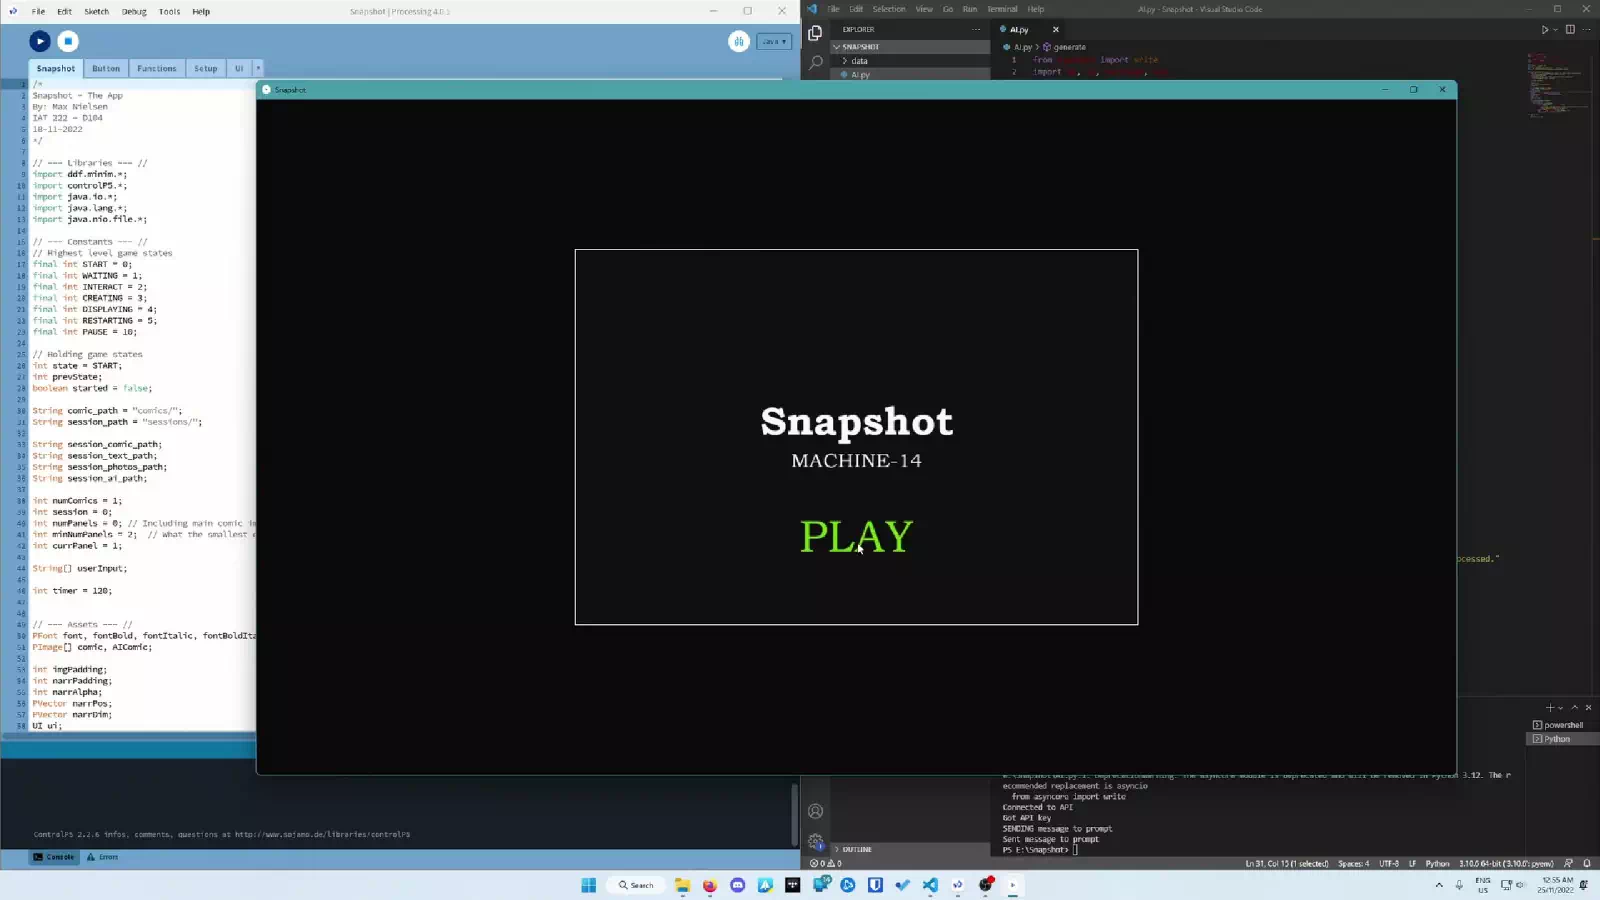 File Edit Sketch Debug Tools Help
Snapshot | Processing 4.0.1
Java
Snapshot Button Functions Setup UI
/*
Snapshot - The App
By: Max Nielsen
IAT 222 - D104
18-11-2022
*/
// --- Libraries --- //
import ddf.minim.*;
import controlP5.*;
import java.io.*;
import java.lang.*;
import java.nio.file.*;
// --- Constants --- //
// Highest level game states
final int START = 0;
final int WAITING = 1;
final int INTERACT = 2;
final int CREATING = 3;
final int DISPLAYING = 4;
final int RESTARTING = 5;
final int PAUSE = 10;
// Holding game states
int state = START;
int prevState;
boolean started = false;
String comic_path = "comics/";
String session_path = "sessions/";
String session_comic_path;
String session_text_path;
String session_photos_path;
String session_ai_path;
int numComics = 1;
int session = 0;
int numPanels = 0; // Including main comic i
int minNumPanels = 2; // What the smallest
int currPanel = 1;
String[] userInput;
int timer = 120;
// --- Assets --- //
PFont font, fontBold, fontItalic, fontBoldIta
PImage[] comic, AIComic;
int imgPadding;
int narrPadding;
int narrAlpha;
PVector narrPos;
PVector narrDim;
UI ui;
ControlP5 2.2.6 infos, comments, questions at http://www.sojamo.de/libraries/controlP5
Console Errors
File Edit Selection View Go Run Terminal Help
AI.py - Snapshot - Visual Studio Code
EXPLORER
AI.py
SNAPSHOT
AI.py > generate
data
AI.py
1 from import write
2 import
Snapshot
Snapshot
MACHINE-14
PLAY
ocessed."
powershell
Python
3.12. The r
ecommended replacement is asyncio
from asyncore import write
Connected to API
Got API key
SENDING message to prompt
Sent message to prompt
PS E:\Snapshot>
OUTLINE
0 0
Ln 31, Col 15 (1 selected) Spaces: 4 UTF-8 LF Python 3.10.0 64-bit ('3.10.0': pyenv)
Search
ENG
US
12:55 AM
25/11/2022